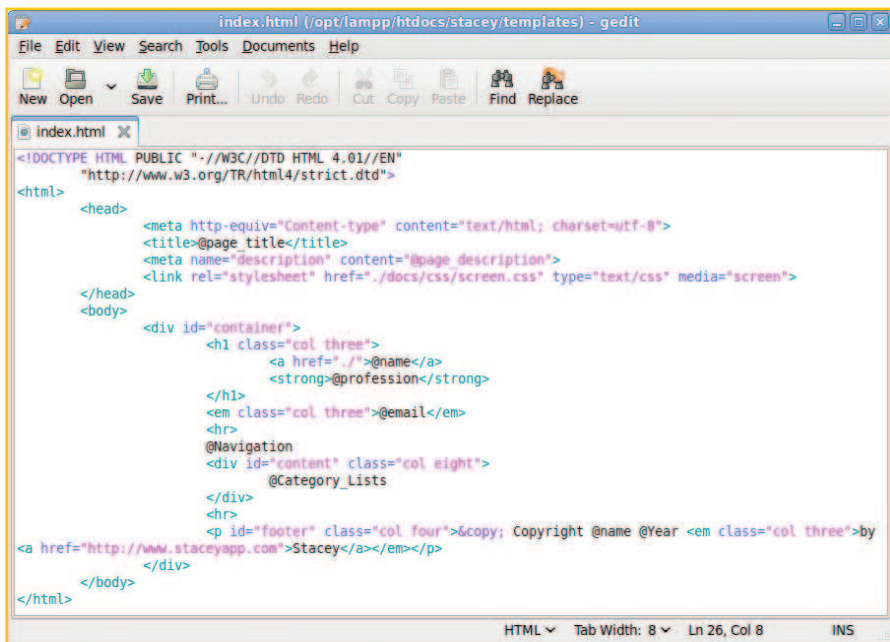 index.html (/opt/lampp/htdocs/stacey/templates) - gedit
File Edit View Search Tools Documents Help
New Open Save Print... Undo Redo Cut Copy Paste Find Replace
index.html
<!DOCTYPE HTML PUBLIC "-//W3C//DTD HTML 4.01//EN"
"http://www.w3.org/TR/html4/strict.dtd">
<html>
<head>
<meta http-equiv="Content-type" content="text/html; charset=utf-8">
<title>@page_title</title>
<meta name="description" content="@page_description">
<link rel="stylesheet" href="./docs/css/screen.css" type="text/css" media="screen">
</head>
<body>
<div id="container">
<h1 class="col three">
<a href="./">@name</a>
<strong>@profession</strong>
</h1>
<em class="col three">@email</em>
<hr>
@Navigation
<div id="content" class="col eight">
@Category_Lists
</div>
<hr>
<p id="footer" class="col four">&copy; Copyright @name @Year <em class="col three">by
<a href="http://www.staceyapp.com">Stacey</a></em></p>
</div>
</body>
</html>
HTML Tab Width: 8 Ln 26, Col 8 INS